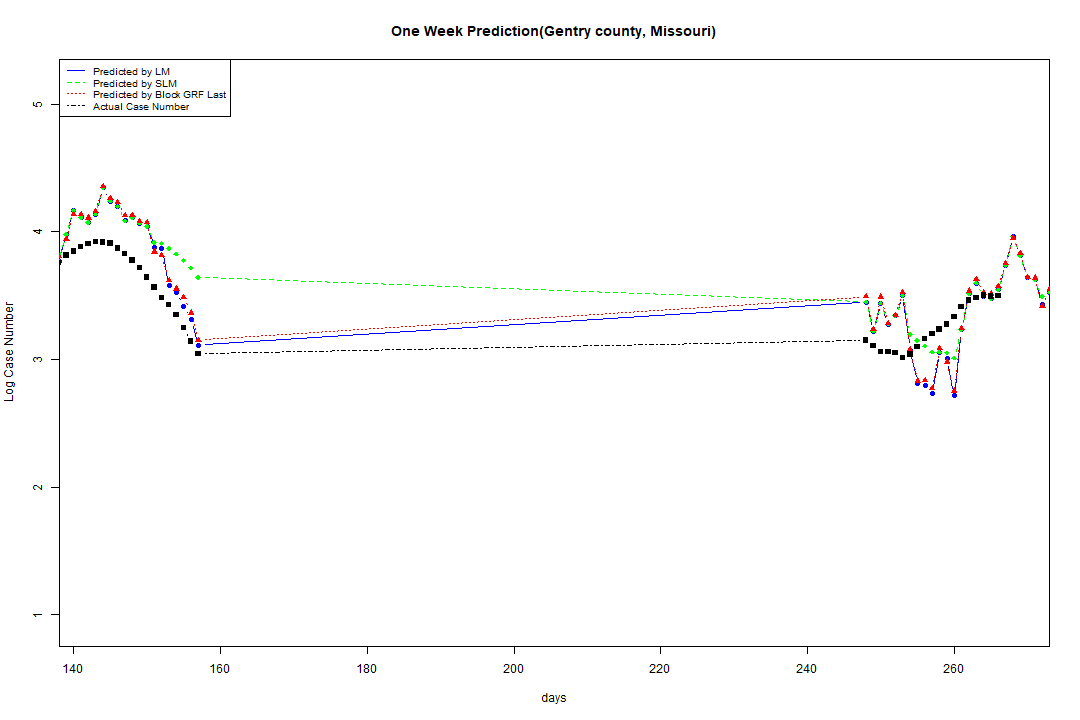 One Week Prediction(Gentry county, Missouri)
Predicted by LM
Predicted by SLM
Predicted by Block GRF Last
Actual Case Number
5
4
3
2
1
Log Case Number
140 160 180 200 220 240 260
days